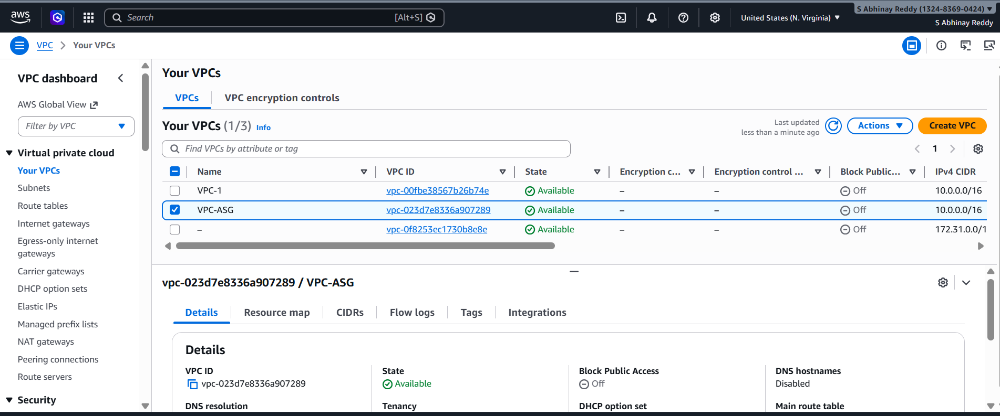 aws
Search [Alt+S]
United States (N. Virginia)
S Abhinay Reddy (1324-8369-0424)
S Abhinay Reddy
VPC
Your VPCs
VPC dashboard
AWS Global View
Filter by VPC
Virtual private cloud
Your VPCs
Subnets
Route tables
Internet gateways
Egress-only internet
gateways
Carrier gateways
DHCP option sets
Elastic IPs
Managed prefix lists
NAT gateways
Peering connections
Route servers
Security
Your VPCs
VPCs VPC encryption controls
Your VPCs (1/3) Info
Last updated
less than a minute ago
Actions
Create VPC
Find VPCs by attribute or tag
1
Name VPC ID State Encryption c... Encryption control ... Block Public... IPv4 CIDR
VPC-1 vpc-00fbe38567b26b74e Available – – Off 10.0.0.0/16
VPC-ASG vpc-023d7e8336a907289 Available – – Off 10.0.0.0/16
– vpc-0f8253ec1730b8e8e Available – – Off 172.31.0.0/1
vpc-023d7e8336a907289 / VPC-ASG
Details Resource map CIDRs Flow logs Tags Integrations
Details
VPC ID
vpc-023d7e8336a907289
State
Available
Block Public Access
Off
DNS hostnames
Disabled
DNS resolution
Tenancy
DHCP option set
Main route table